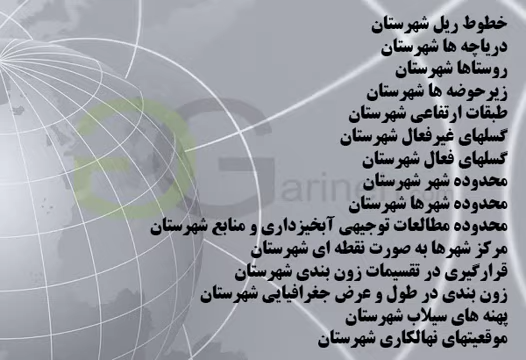 خطوط ریل شهرستان
دریاچه ها شهرستان
روستاها شهرستان
زیرحوضه ها شهرستان
طبقات ارتفاعی شهرستان
گسلهای غیرفعال شهرستان
گسلهای فعال شهرستان
محدوده شهر شهرستان
محدوده شهرها شهرستان
محدوده مطالعات توجیهی آبخیزداری و منابع شهرستان
مرکز شهرها به صورت نقطه ای شهرستان
قرارگیری در تقسیمات زون بندی شهرستان
زون بندی در طول و عرض جغرافیایی شهرستان
پهنه های سیلاب شهرستان
موقعیتهای نهالکاری شهرستان